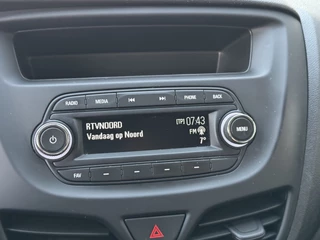 RADIO MEDIA PHONE BACK
RTVNOORD [TP] 07:43
Vandaag op Noord FM
7°
MENU
FAV